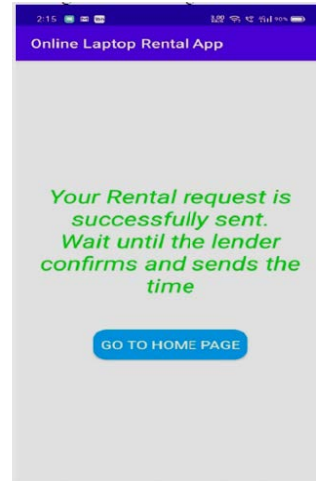 2:15
Online Laptop Rental App
Your Rental request is
successfully sent.
Wait until the lender
confirms and sends the
time
GO TO HOME PAGE